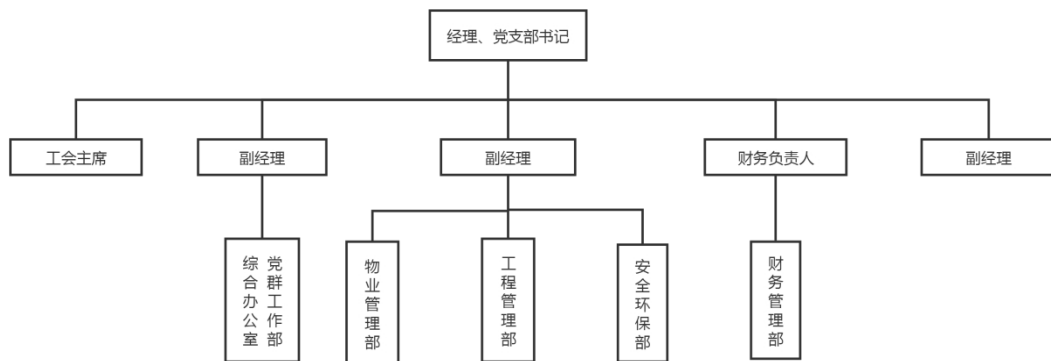 经理、党支部书记
工会主席
副经理
副经理
财务负责人
副经理
党群工作部
综合办公室
物业管理部
工程管理部
安全环保部
财务管理部